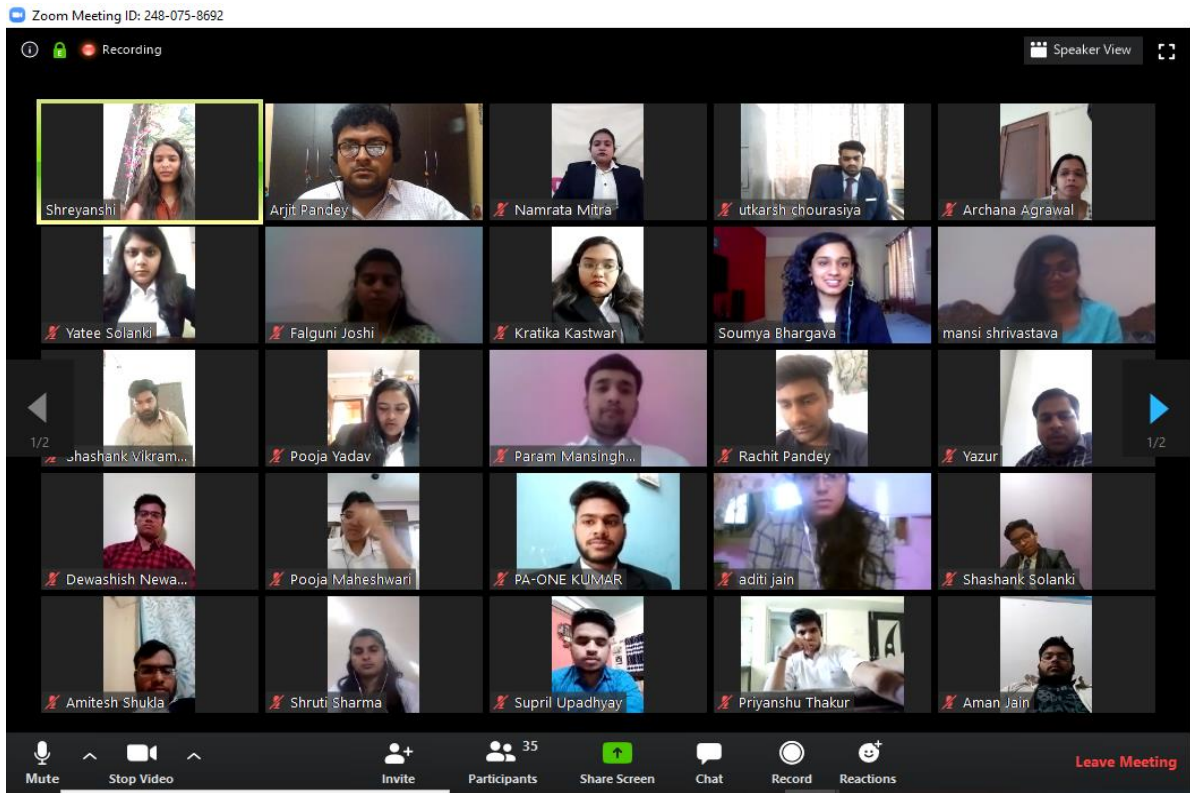 Zoom Meeting ID: 248-075-8692
Recording
Speaker View
Shreyanshi
Arjit Pandey
Namrata Mitra
utkarsh chourasiya
Archana Agrawal
Yatee Solanki
Falguni Joshi
Kratika Kastwar
Soumya Bhargava
mansi shrivastava
1/2
Shashank Vikram...
Pooja Yadav
Param Mansingh...
Rachit Pandey
Yazur
1/2
Dewashish Newa...
Pooja Maheshwari
PA-ONE KUMAR
aditi jain
Shashank Solanki
Amitesh Shukla
Shruti Sharma
Supril Upadhyay
Priyanshu Thakur
Aman Jain
35
Mute
Stop Video
Invite
Participants
Share Screen
Chat
Record
Reactions
Leave Meeting